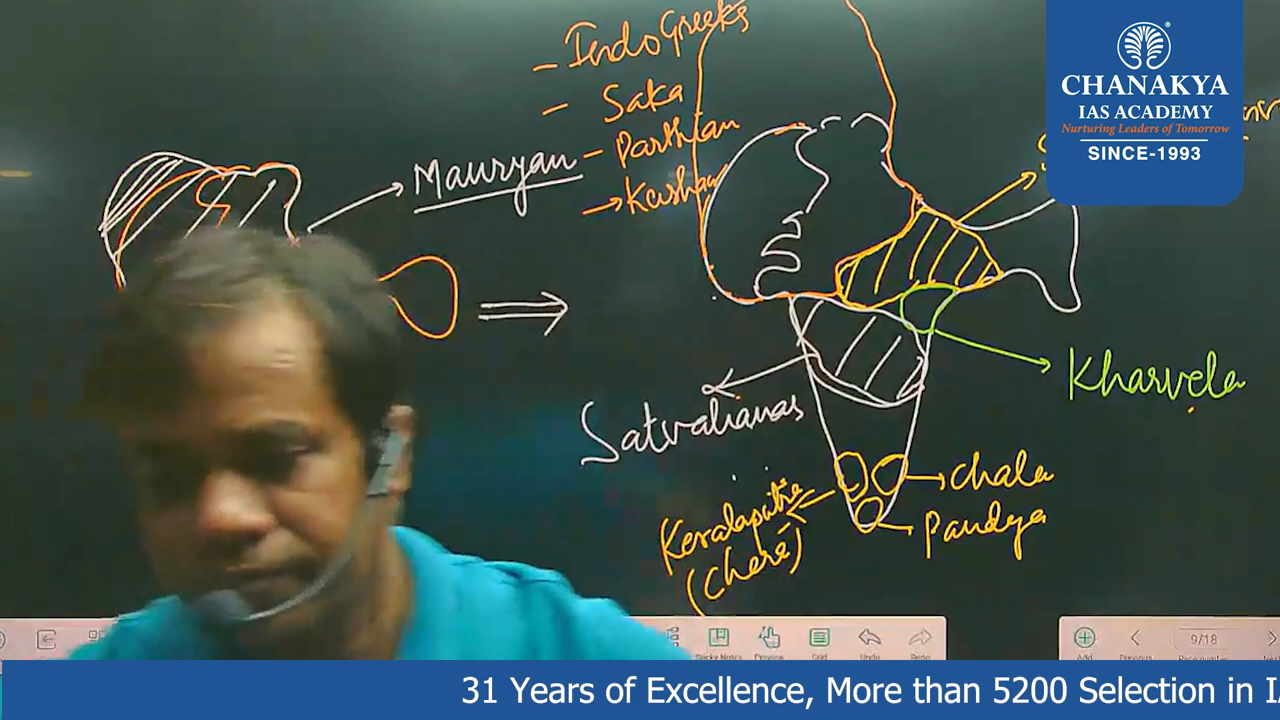 - Indo Greeks
- Saka
- Parthian
→ Kushan
Mauryan
CHANAKYA
IAS ACADEMY
Nurturing Leaders of Tomorrow
SINCE-1993
Kharvela
Satvahanas
Chola
Pandya
Keralaputra
(Chera)
Sticky Notes
Grid
Undo
Redo
Add
Previous
9/18
31 Years of Excellence, More than 5200 Selection in I